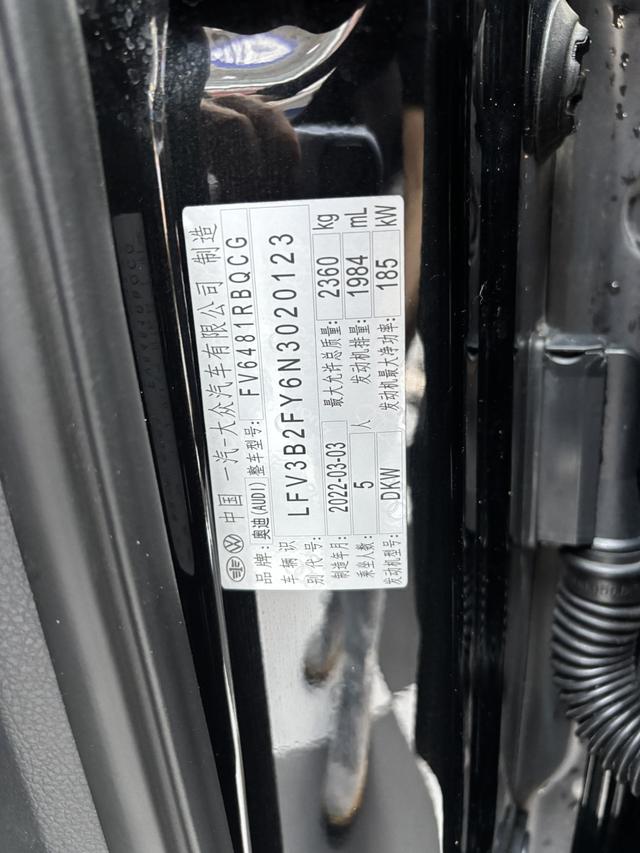 中国 一汽-大众汽车有限公司 制造
品牌: 奥迪(AUDI) 整车型号: FV6481RBQCG
车辆识别代号: LFV3B2FY6N3020123
制造年月: 2022-03-03 最大允许总质量: 2360 kg
乘坐人数: 5 人 发动机排量: 1984 mL
发动机型号: DKW 发动机最大净功率: 185 kW